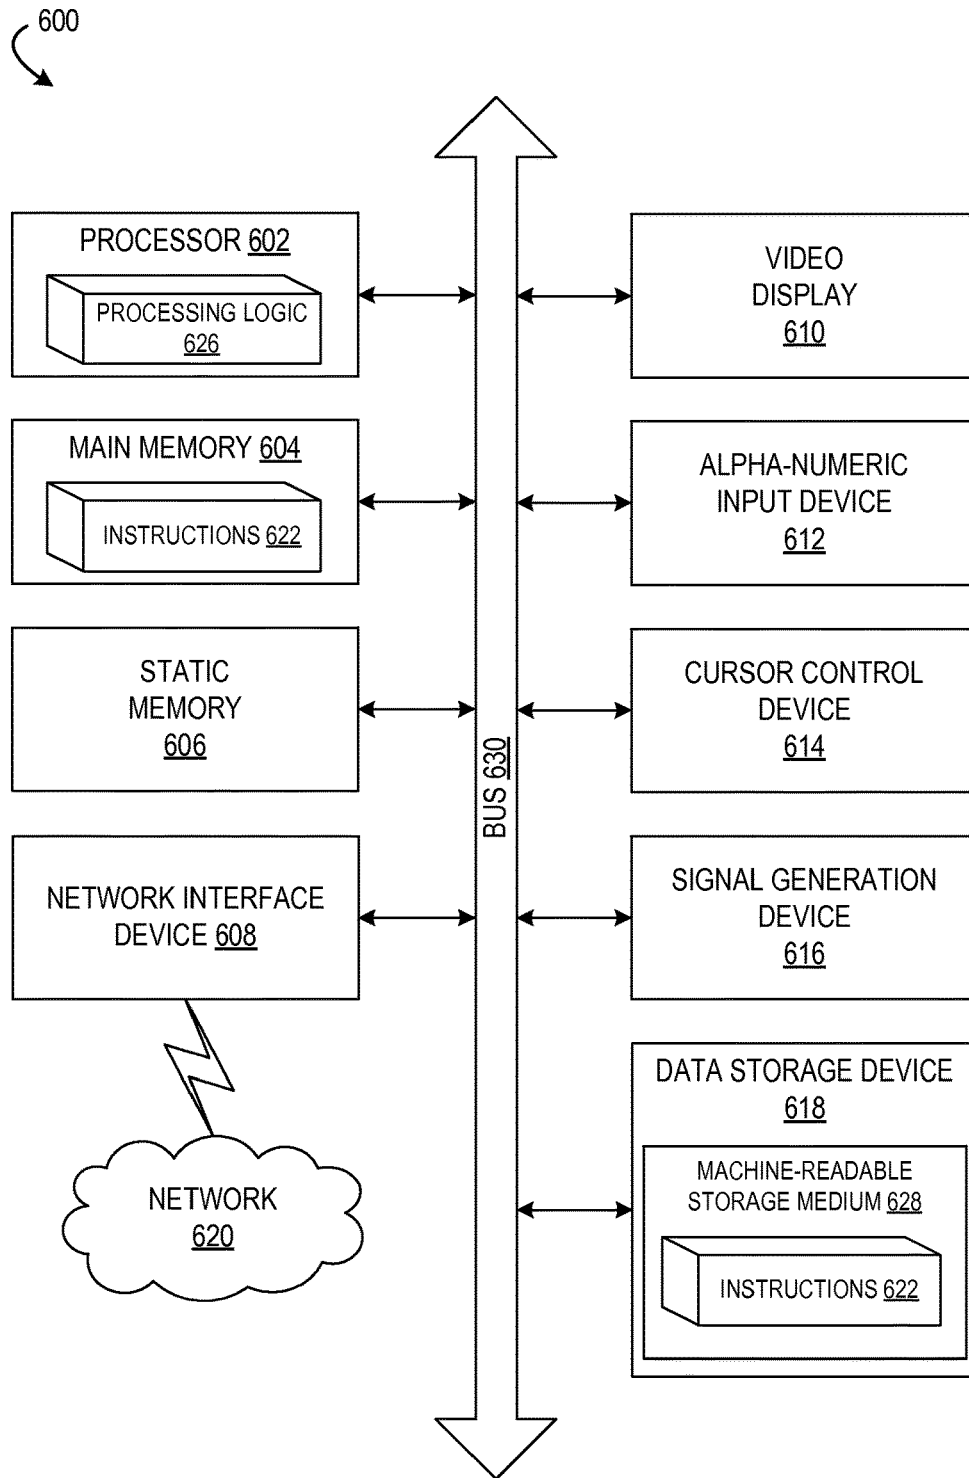 600
PROCESSOR 602
PROCESSING LOGIC
626
MAIN MEMORY 604
INSTRUCTIONS 622
STATIC
MEMORY
606
NETWORK INTERFACE
DEVICE 608
NETWORK
620
BUS 630
VIDEO
DISPLAY
610
ALPHA-NUMERIC
INPUT DEVICE
612
CURSOR CONTROL
DEVICE
614
SIGNAL GENERATION
DEVICE
616
DATA STORAGE DEVICE
618
MACHINE-READABLE
STORAGE MEDIUM 628
INSTRUCTIONS 622